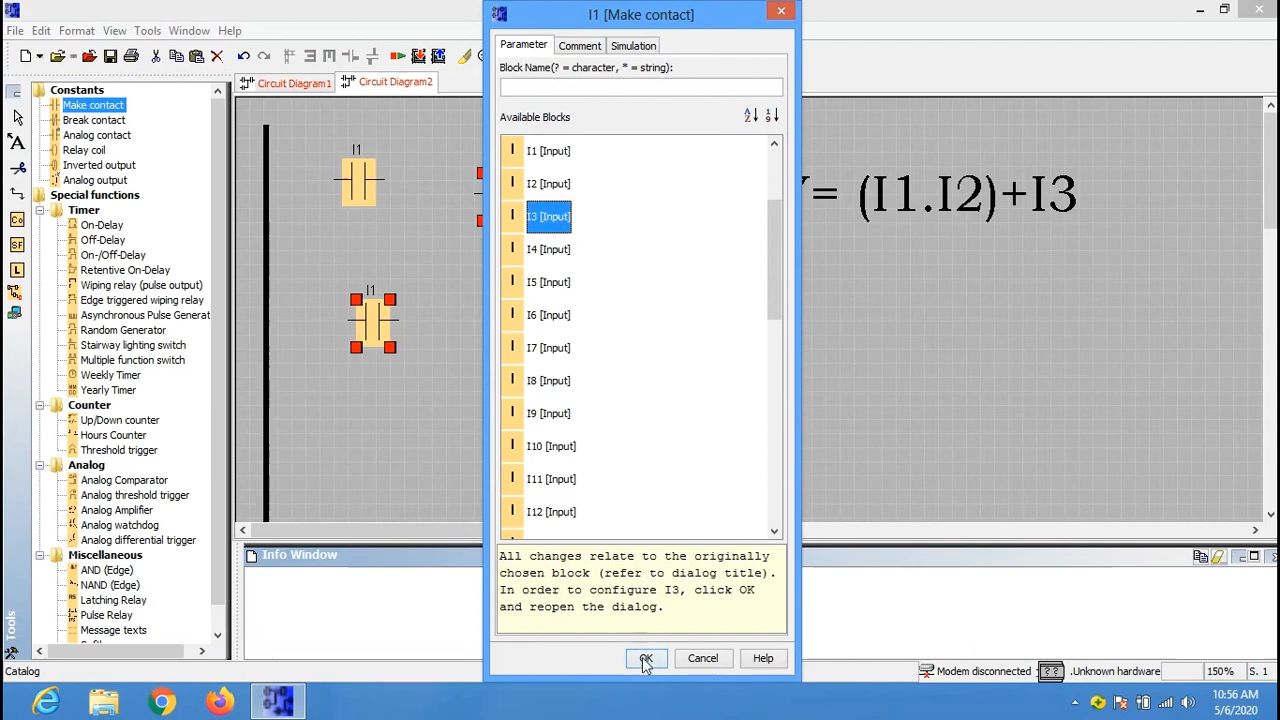 I1 [Make contact]
File Edit Format View Tools Window Help
Parameter Comment Simulation
Block Name(? = character, * = string):
Circuit Diagram1 Circuit Diagram2
Constants
Make contact
Break contact
Analog contact
Relay coil
Inverted output
Analog output
Special functions
Timer
On-Delay
Off-Delay
On-/Off-Delay
Retentive On-Delay
Wiping relay (pulse output)
Edge triggered wiping relay
Asynchronous Pulse Generat
Random Generator
Stairway lighting switch
Multiple function switch
Weekly Timer
Yearly Timer
Counter
Up/Down counter
Hours Counter
Threshold trigger
Analog
Analog Comparator
Analog threshold trigger
Analog Amplifier
Analog watchdog
Analog differential trigger
Miscellaneous
AND (Edge)
NAND (Edge)
Latching Relay
Pulse Relay
Message texts
Co
SF
L
Tools
I1
I1
= (I1.I2)+I3
Available Blocks
I I1 [Input]
I I2 [Input]
I I3 [Input]
I I4 [Input]
I I5 [Input]
I I6 [Input]
I I7 [Input]
I I8 [Input]
I I9 [Input]
I I10 [Input]
I I11 [Input]
I I12 [Input]
All changes relate to the originally
chosen block (refer to dialog title).
In order to configure I3, click OK
and reopen the dialog.
OK Cancel Help
Info Window
Catalog
Modem disconnected ?? .Unknown hardware 150% S. 1
10:56 AM
5/6/2020